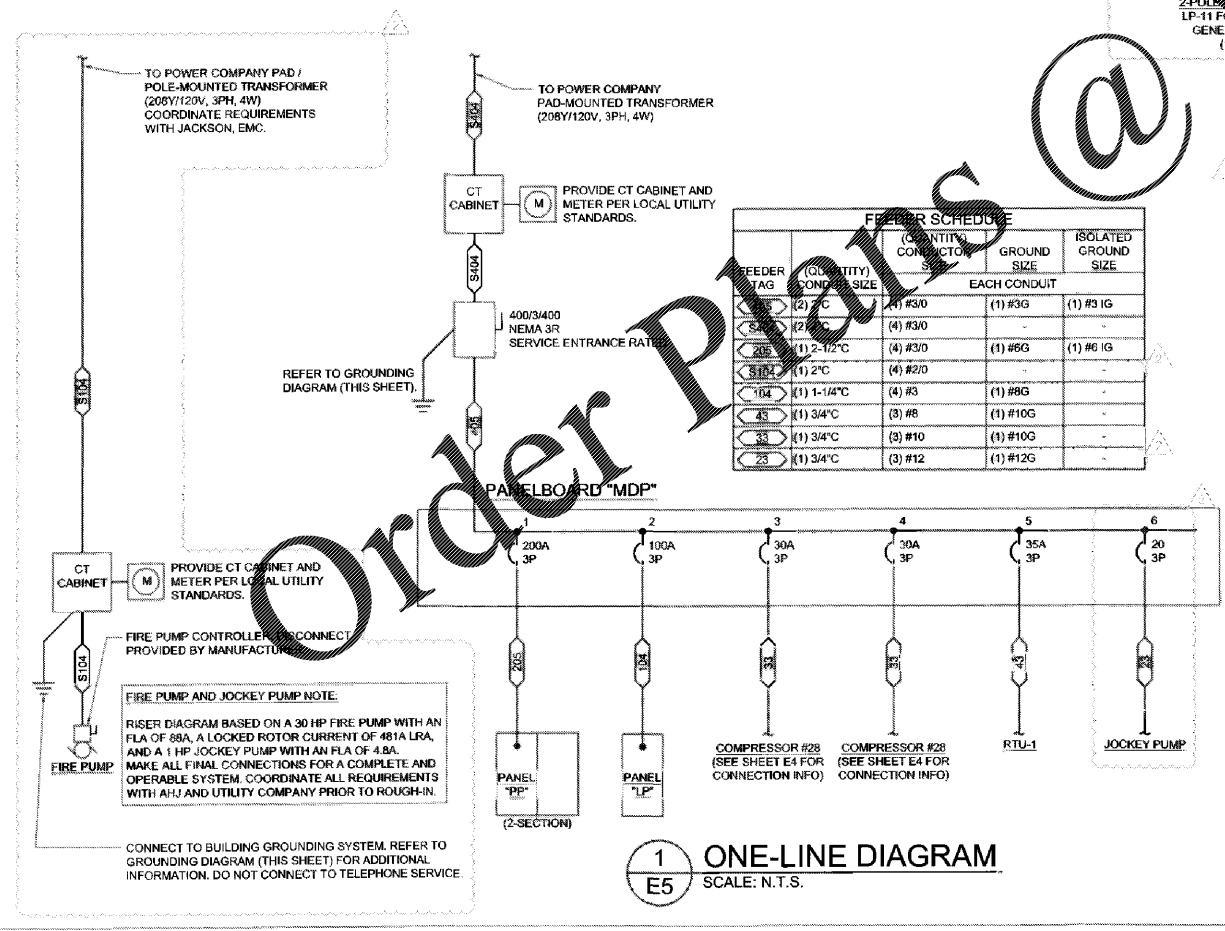 2-POLE
LP-11 F
GENE
(
TO POWER COMPANY PAD /
POLE-MOUNTED TRANSFORMER
(208Y/120V, 3PH, 4W)
COORDINATE REQUIREMENTS
WITH JACKSON, EMC.
TO POWER COMPANY
PAD-MOUNTED TRANSFORMER
(208Y/120V, 3PH, 4W)
S404
CT
CABINET
M
PROVIDE CT CABINET AND
METER PER LOCAL UTILITY
STANDARDS.
S404
400/3/400
NEMA 3R
SERVICE ENTRANCE RATED
REFER TO GROUNDING
DIAGRAM (THIS SHEET).
S104
405
FEEDER SCHEDULE
FEEDER TAG (QUANTITY) CONDUIT SIZE (QUANTITY) CONDUCTOR SIZE GROUND SIZE ISOLATED GROUND SIZE
EACH CONDUIT
405 (2) 2"C (4) #3/0 (1) #3G (1) #3 IG
S404 (2) 2"C (4) #3/0 - -
205 (1) 2-1/2"C (4) #3/0 (1) #6G (1) #6 IG
S104 (1) 2"C (4) #2/0 - -
104 (1) 1-1/4"C (4) #3 (1) #8G -
43 (1) 3/4"C (3) #8 (1) #10G -
33 (1) 3/4"C (3) #10 (1) #10G -
23 (1) 3/4"C (3) #12 (1) #12G -
PANELBOARD "MDP"
1 2 3 4 5 6
200A 100A 30A 30A 35A 20
3P 3P 3P 3P 3P 3P
205 104 33 33 43 23
PANEL
"PP"
(2-SECTION)
PANEL
"LP"
COMPRESSOR #28
(SEE SHEET E4 FOR
CONNECTION INFO)
COMPRESSOR #28
(SEE SHEET E4 FOR
CONNECTION INFO)
RTU-1
JOCKEY PUMP
CT
CABINET
M
PROVIDE CT CABINET AND
METER PER LOCAL UTILITY
STANDARDS.
S104
FIRE PUMP CONTROLLER, DISCONNECT
PROVIDED BY MANUFACTURER
FIRE PUMP
FIRE PUMP AND JOCKEY PUMP NOTE:
RISER DIAGRAM BASED ON A 30 HP FIRE PUMP WITH AN
FLA OF 88A, A LOCKED ROTOR CURRENT OF 481A LRA,
AND A 1 HP JOCKEY PUMP WITH AN FLA OF 4.8A.
MAKE ALL FINAL CONNECTIONS FOR A COMPLETE AND
OPERABLE SYSTEM. COORDINATE ALL REQUIREMENTS
WITH AHJ AND UTILITY COMPANY PRIOR TO ROUGH-IN.
CONNECT TO BUILDING GROUNDING SYSTEM. REFER TO
GROUNDING DIAGRAM (THIS SHEET) FOR ADDITIONAL
INFORMATION. DO NOT CONNECT TO TELEPHONE SERVICE.
1
E5
ONE-LINE DIAGRAM
SCALE: N.T.S.
Order Plans @